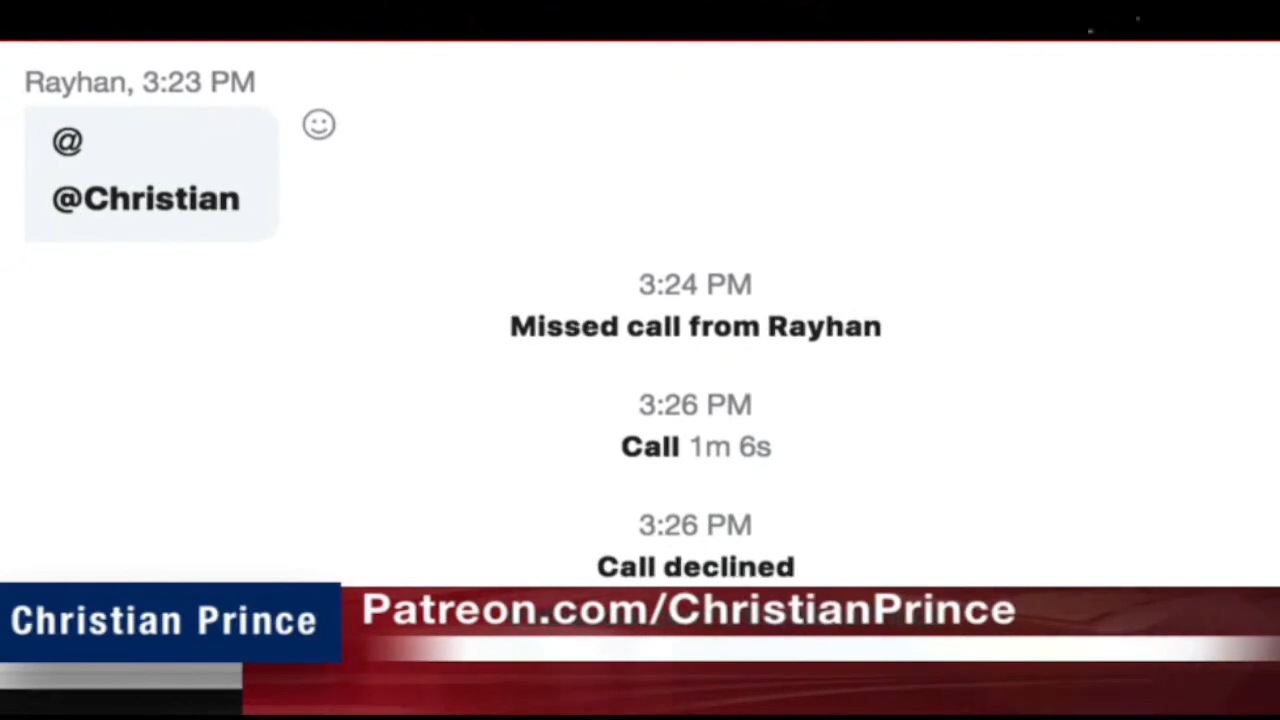 Rayhan, 3:23 PM
@
@Christian
3:24 PM
Missed call from Rayhan
3:26 PM
Call 1m 6s
3:26 PM
Call declined
Christian Prince
Patreon.com/ChristianPrince